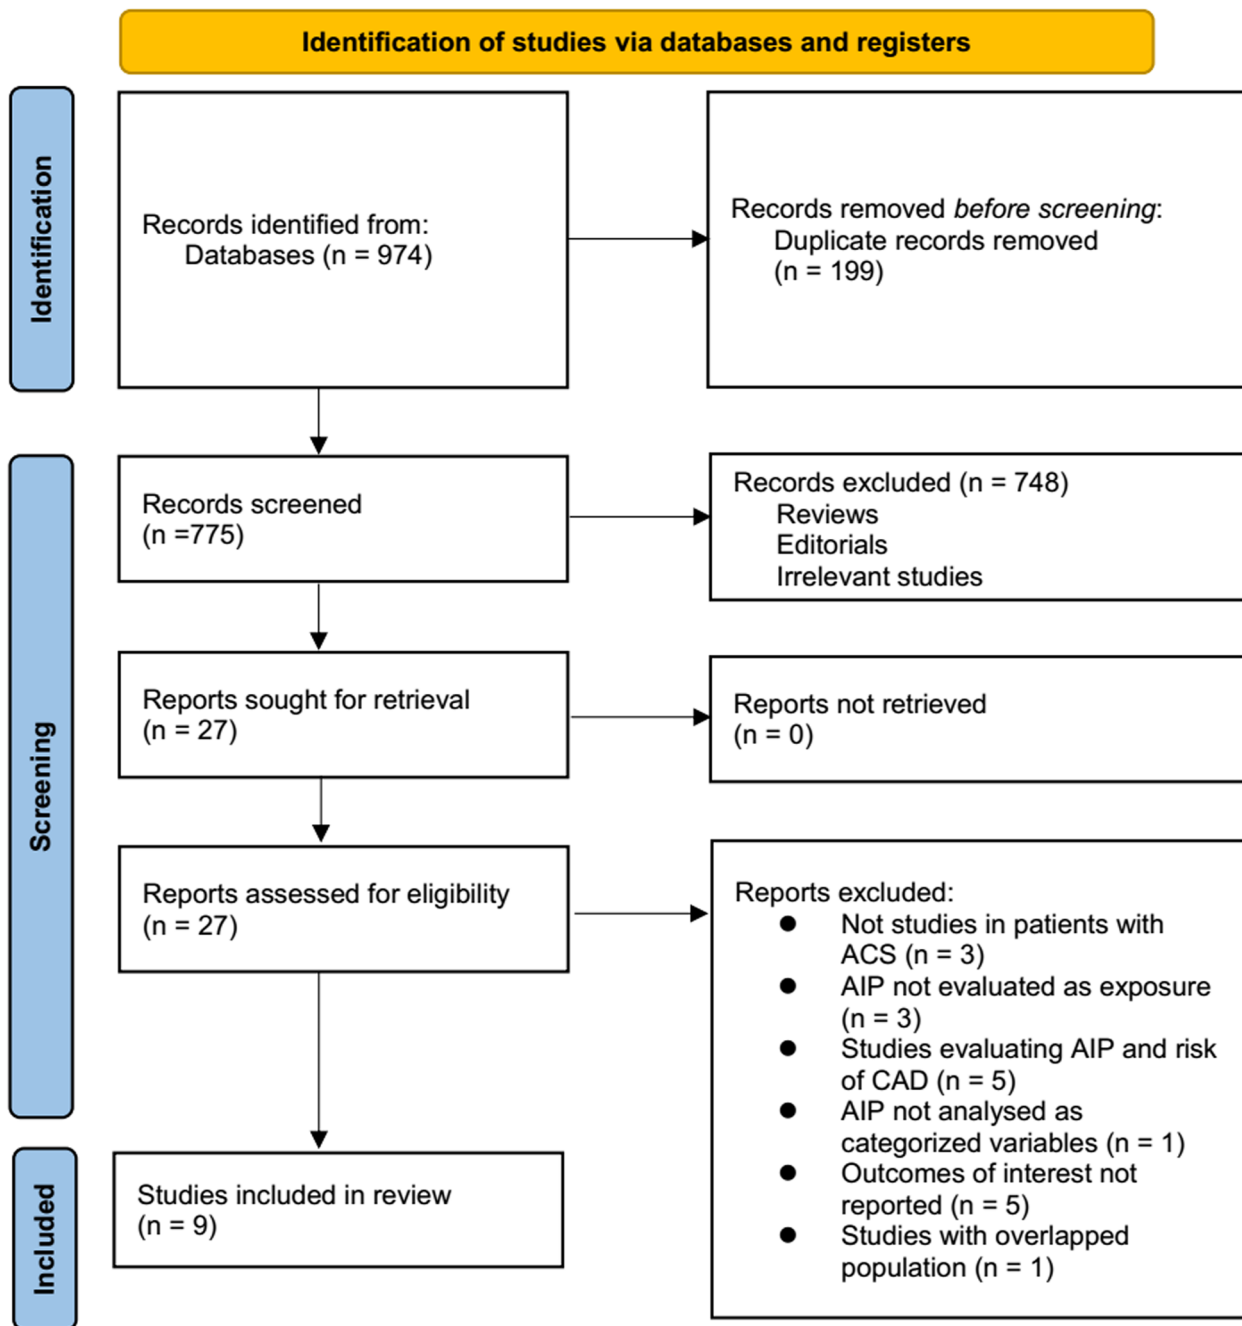 Identification of studies via databases and registers
Identification
Records identified from:
Databases (n = 974)
Records removed before screening:
Duplicate records removed
(n = 199)
Screening
Records screened
(n =775)
Records excluded (n = 748)
Reviews
Editorials
Irrelevant studies
Reports sought for retrieval
(n = 27)
Reports not retrieved
(n = 0)
Reports assessed for eligibility
(n = 27)
Reports excluded:
● Not studies in patients with
ACS (n = 3)
● AIP not evaluated as exposure
(n = 3)
● Studies evaluating AIP and risk
of CAD (n = 5)
● AIP not analysed as
categorized variables (n = 1)
● Outcomes of interest not
reported (n = 5)
● Studies with overlapped
population (n = 1)
Included
Studies included in review
(n = 9)